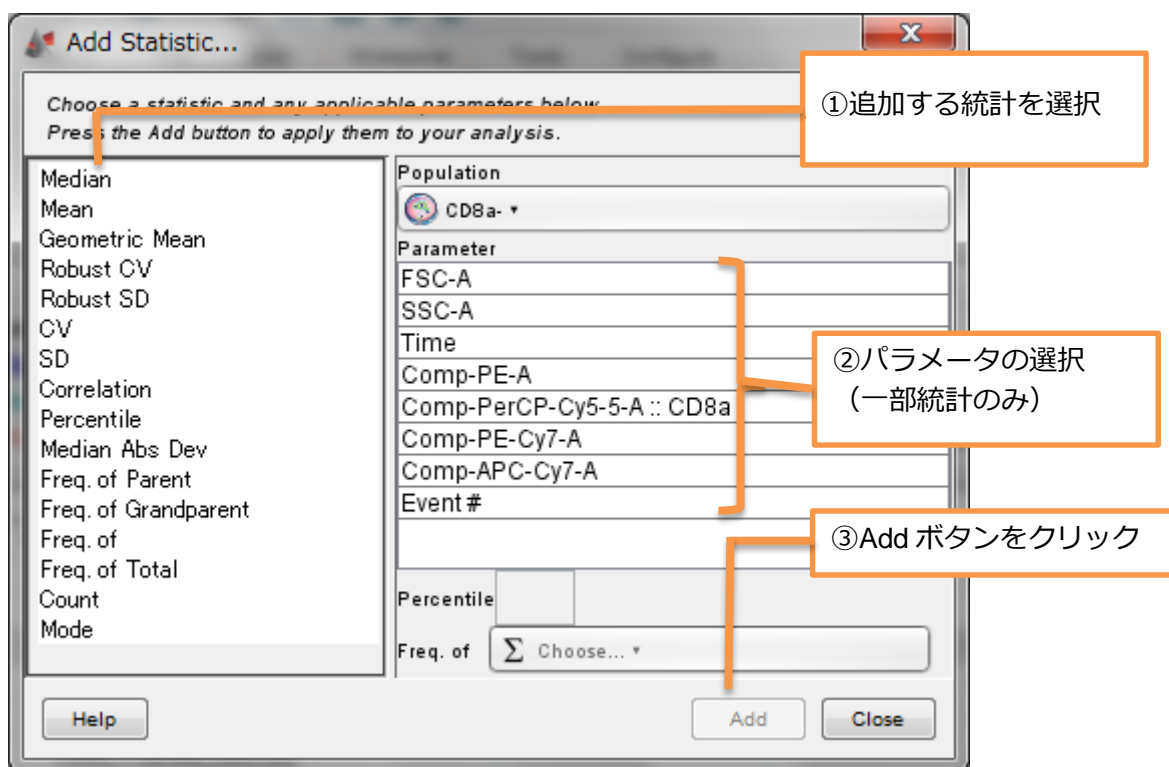 Add Statistic...
Choose a statistic and any applicable parameters below.
Press the Add button to apply them to your analysis.
①追加する統計を選択
Median
Mean
Geometric Mean
Robust CV
Robust SD
CV
SD
Correlation
Percentile
Median Abs Dev
Freq. of Parent
Freq. of Grandparent
Freq. of
Freq. of Total
Count
Mode
Population
CD8a-
Parameter
FSC-A
SSC-A
Time
Comp-PE-A
Comp-PerCP-Cy5-5-A :: CD8a
Comp-PE-Cy7-A
Comp-APC-Cy7-A
Event #
②パラメータの選択
（一部統計のみ）
③Add ボタンをクリック
Percentile
Freq. of Σ Choose...
Help
Add
Close